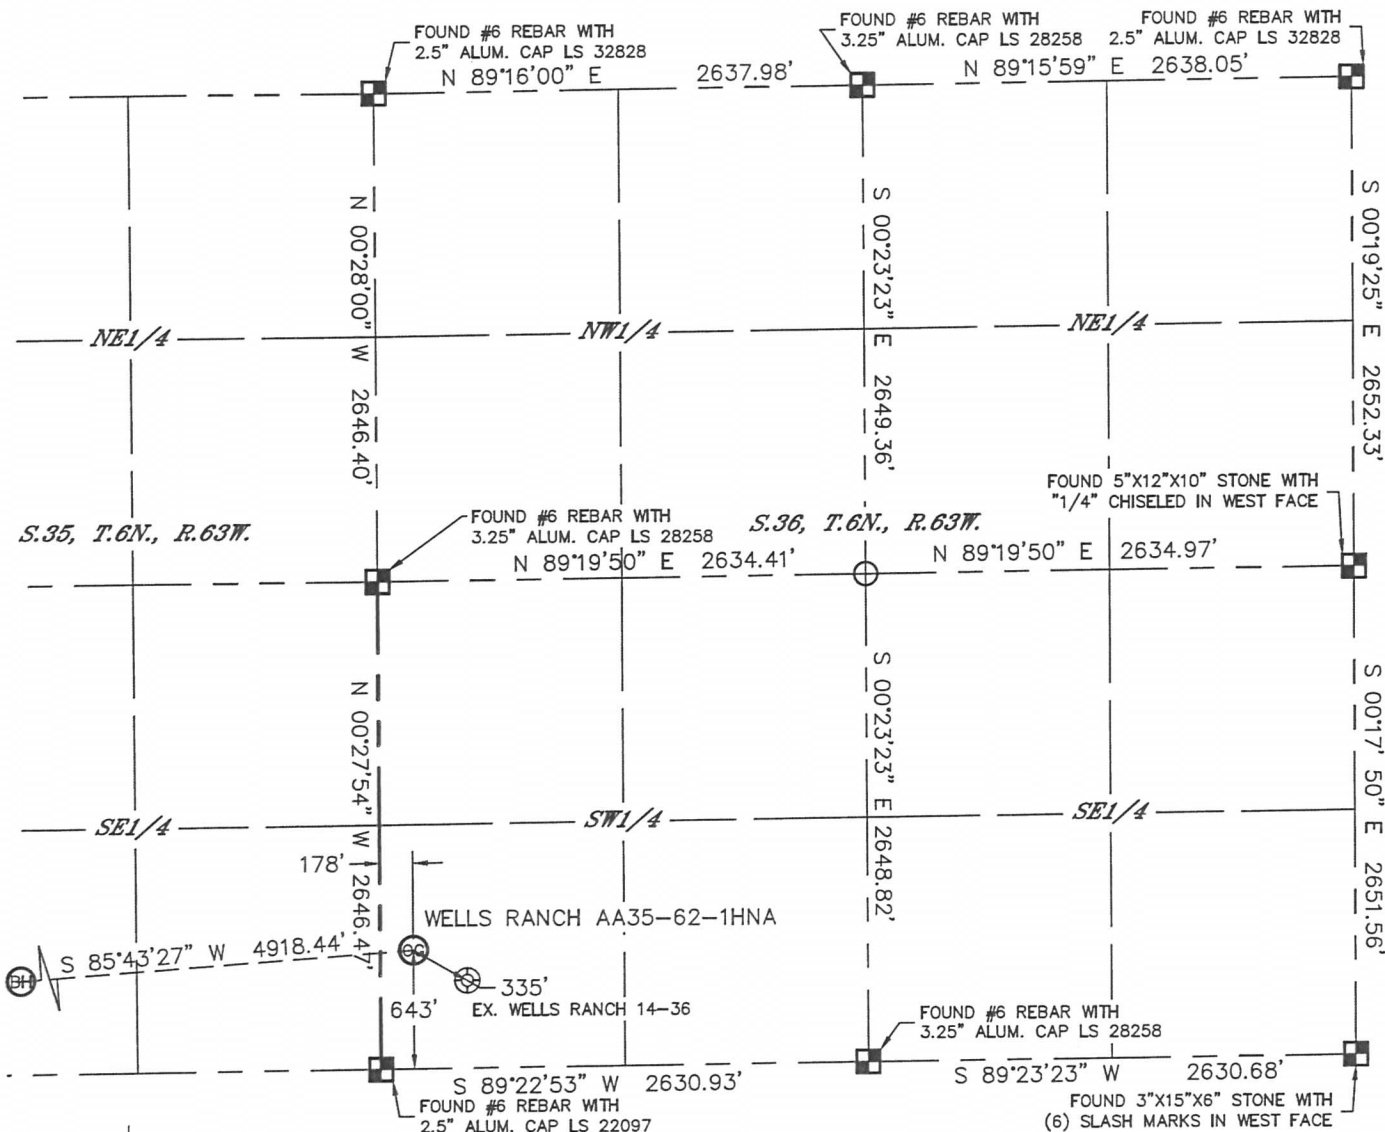 FOUND #6 REBAR WITH
2.5" ALUM. CAP LS 32828
FOUND #6 REBAR WITH
3.25" ALUM. CAP LS 28258
FOUND #6 REBAR WITH
2.5" ALUM. CAP LS 32828
N 89°16'00" E 2637.98'
N 89°15'59" E 2638.05'
N 00°28'00" W 2646.40'
S 00°23'23" E 2649.36'
S 00°19'25" E 2652.33'
NE1/4
NW1/4
NE1/4
FOUND 5"X12"X10" STONE WITH
"1/4" CHISELED IN WEST FACE
S.35, T.6N., R.63W.
FOUND #6 REBAR WITH
3.25" ALUM. CAP LS 28258
S.36, T.6N., R.63W.
N 89°19'50" E 2634.41'
N 89°19'50" E 2634.97'
N 00°27'54" W 2646.47'
S 00°23'23" E 2648.82'
S 00°17' 50" E 2651.56'
SE1/4
SW1/4
SE1/4
178'
WELLS RANCH AA35-62-1HNA
S 85°43'27" W 4918.44'
BH
OG
335'
EX. WELLS RANCH 14-36
643'
FOUND #6 REBAR WITH
3.25" ALUM. CAP LS 28258
S 89°22'53" W 2630.93'
S 89°23'23" W 2630.68'
FOUND #6 REBAR WITH
2.5" ALUM. CAP LS 22097
FOUND 3"X15"X6" STONE WITH
(6) SLASH MARKS IN WEST FACE